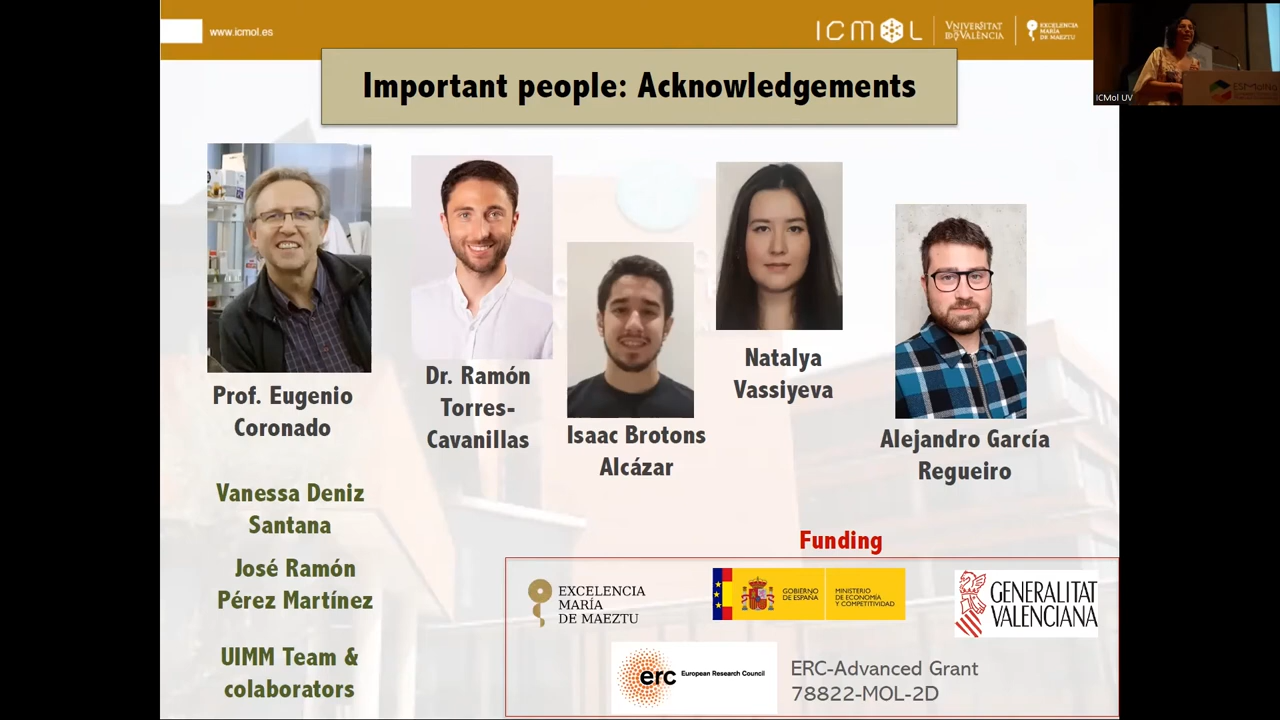 www.icmol.es
ICMOL
VNIVERSITAT
ID VALÈNCIA
EXCELENCIA
MARÍA
DE MAEZTU
ICMol UV
Important people: Acknowledgements
Prof. Eugenio
Coronado
Dr. Ramón
Torres-
Cavanillas
Isaac Brotons
Alcázar
Natalya
Vassiyeva
Alejandro García
Regueiro
Vanessa Deniz
Santana
José Ramón
Pérez Martínez
UIMM Team &
colaborators
Funding
EXCELENCIA
MARÍA
DE MAEZTU
GOBIERNO
DE ESPAÑA
MINISTERIO
DE ECONOMÍA
Y COMPETITIVIDAD
GENERALITAT
VALENCIANA
erc
European Research Council
ERC-Advanced Grant
78822-MOL-2D